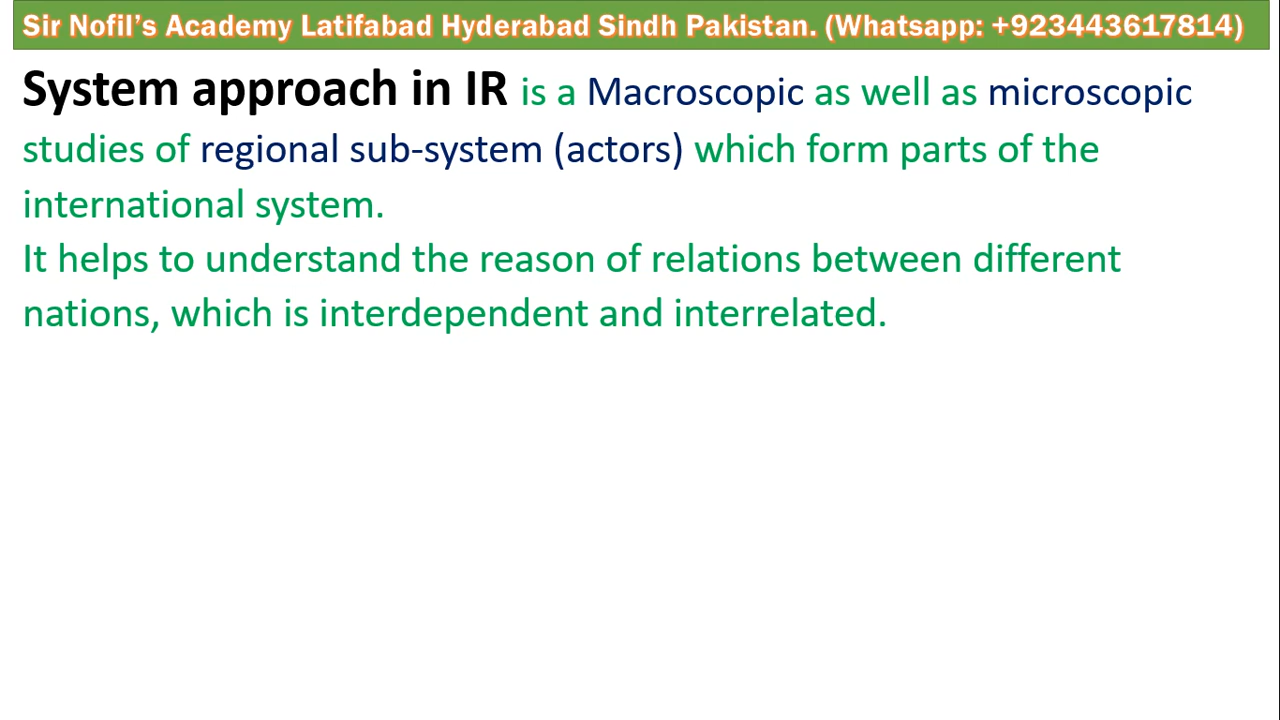 Sir Nofil’s Academy Latifabad Hyderabad Sindh Pakistan. (Whatsapp: +923443617814)
System approach in IR is a Macroscopic as well as microscopic
studies of regional sub-system (actors) which form parts of the
international system.
It helps to understand the reason of relations between different
nations, which is interdependent and interrelated.